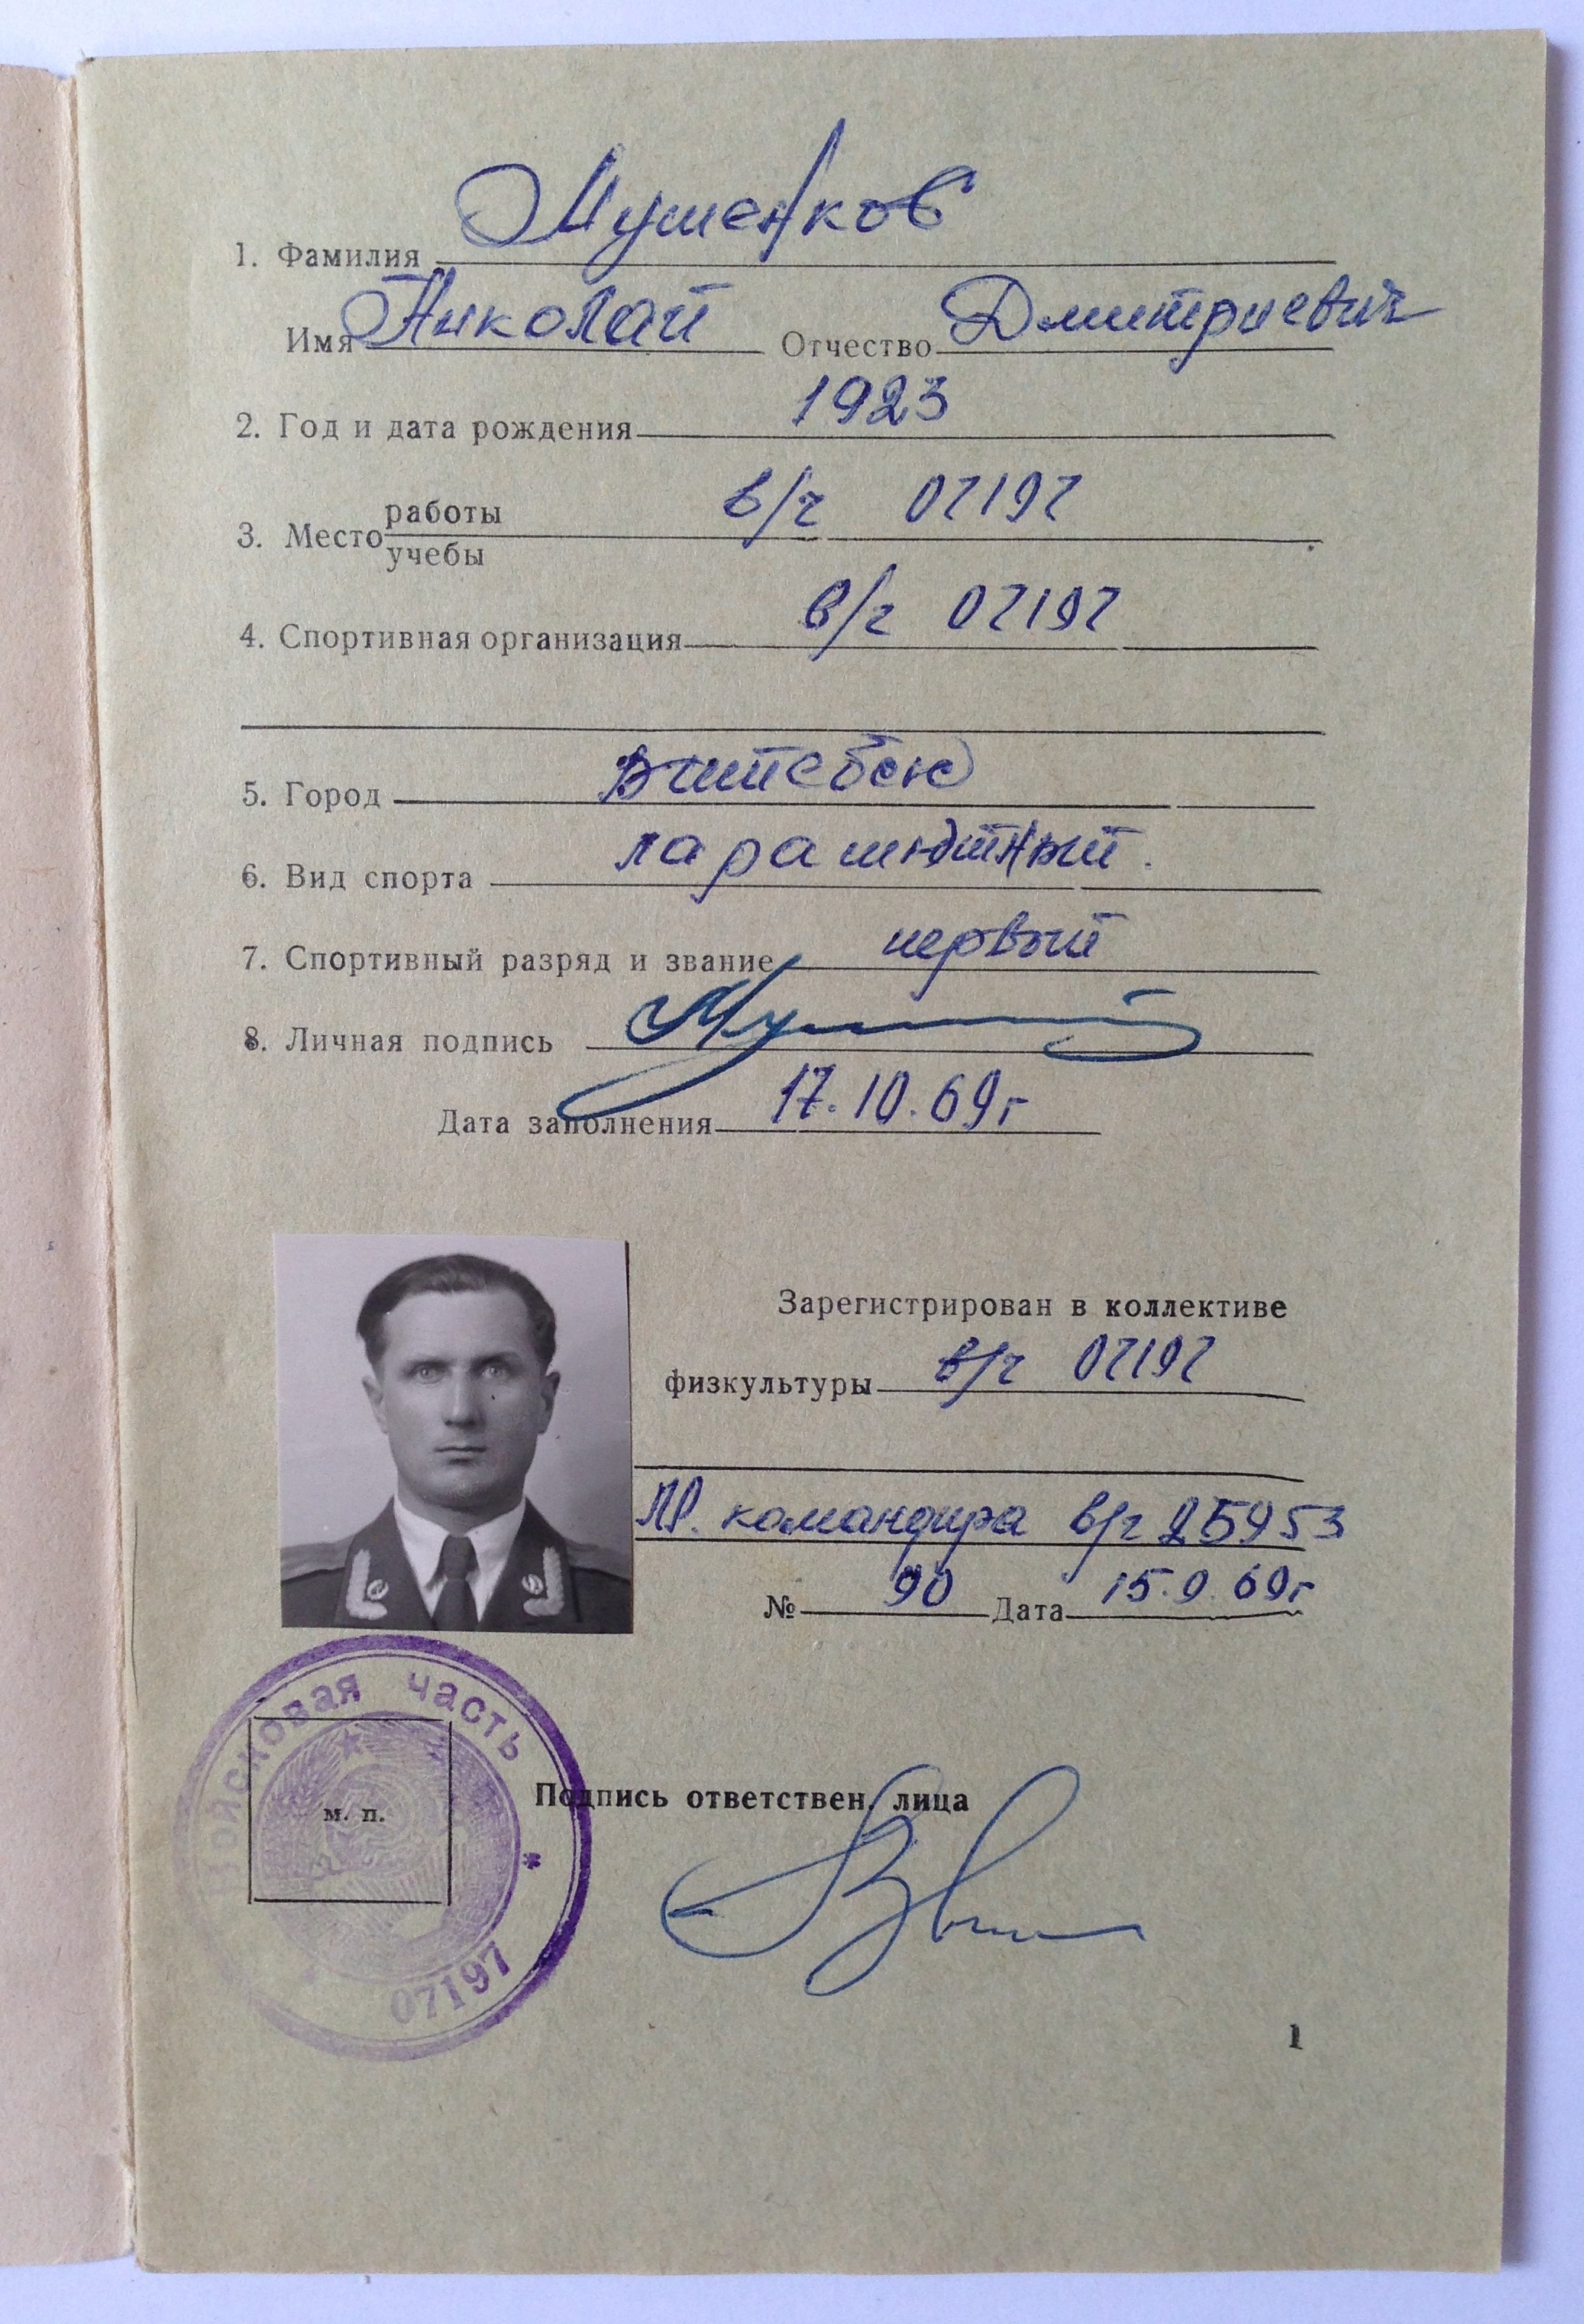 1. Фамилия Мушенков
Имя Николай Отчество Дмитриевич
2. Год и дата рождения 1923
3. Место работы
учебы в/ч 07197
4. Спортивная организация в/ч 07197
5. Город Витебск
6. Вид спорта парашютный.
7. Спортивный разряд и звание первый
8. Личная подпись
Дата заполнения 17.10.69г
Зарегистрирован в коллективе
физкультуры в/ч 07197
Пр. командира в/ч 25953
№ 90 Дата 15.9.69г
Войсковая часть
м. п.
07197
Подпись ответствен. лица
1